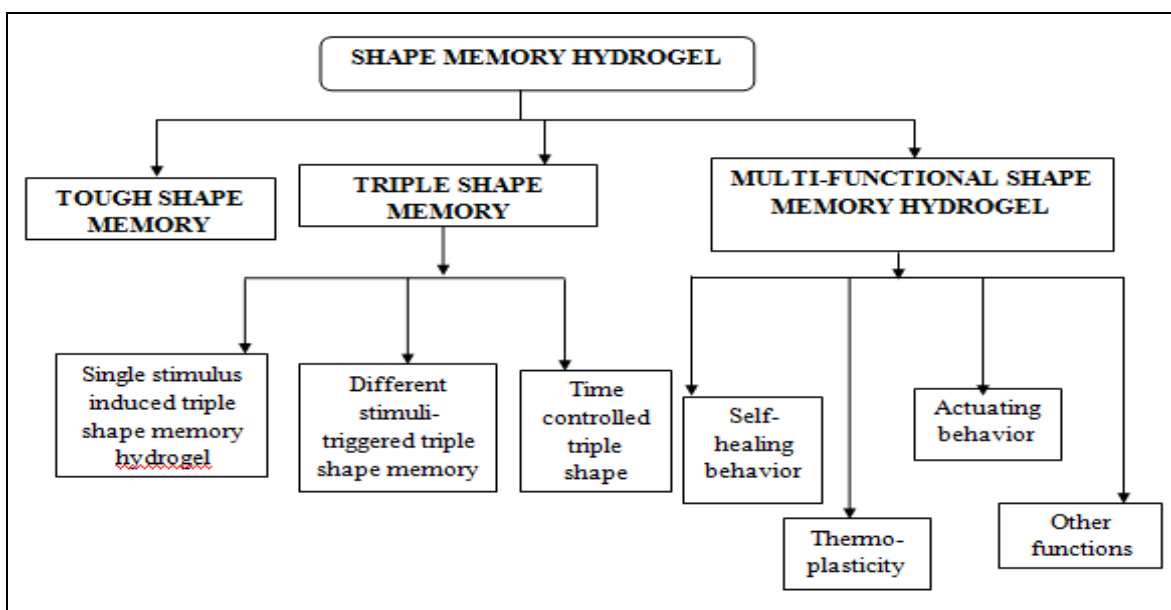 SHAPE MEMORY HYDROGEL
TOUGH SHAPE
MEMORY
TRIPLE SHAPE
MEMORY
MULTI-FUNCTIONAL SHAPE
MEMORY HYDROGEL
Single stimulus
induced triple
shape memory
hydrogel
Different
stimuli-
triggered triple
shape memory
Time
controlled
triple
shape
Self-
healing
behavior
Thermo-
plasticity
Actuating
behavior
Other
functions